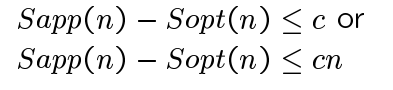 Sapp(n) − Sopt(n) ≤ c or
Sapp(n) − Sopt(n) ≤ cn